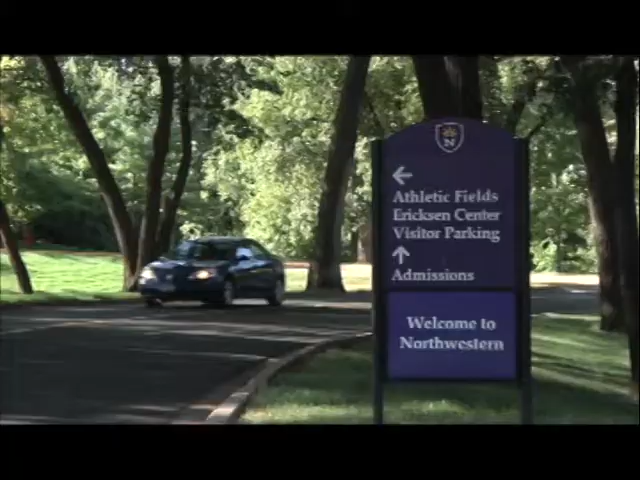 N
←
Athletic Fields
Ericksen Center
Visitor Parking
↑
Admissions
Welcome to
Northwestern